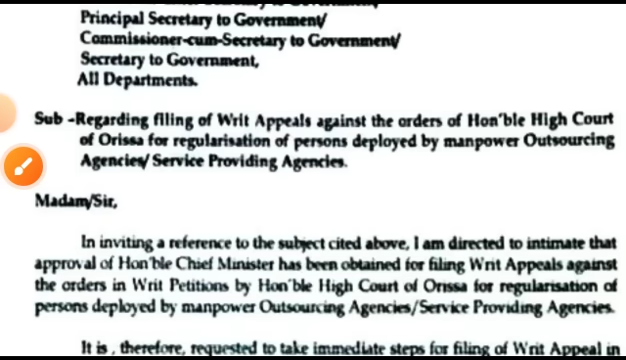 Principal Secretary to Government/
Commissioner-cum-Secretary to Government/
Secretary to Government,
All Departments.
Sub -Regarding filing of Writ Appeals against the orders of Hon'ble High Court
of Orissa for regularisation of persons deployed by manpower Outsourcing
Agencies/ Service Providing Agencies.
Madam/Sir,
In inviting a reference to the subject cited above, I am directed to intimate that
approval of Hon'ble Chief Minister has been obtained for filing Writ Appeals against
the orders in Writ Petitions by Hon'ble High Court of Orissa for regularisation of
persons deployed by manpower Outsourcing Agencies/Service Providing Agencies.
It is , therefore, requested to take immediate steps for filing of Writ Appeal in